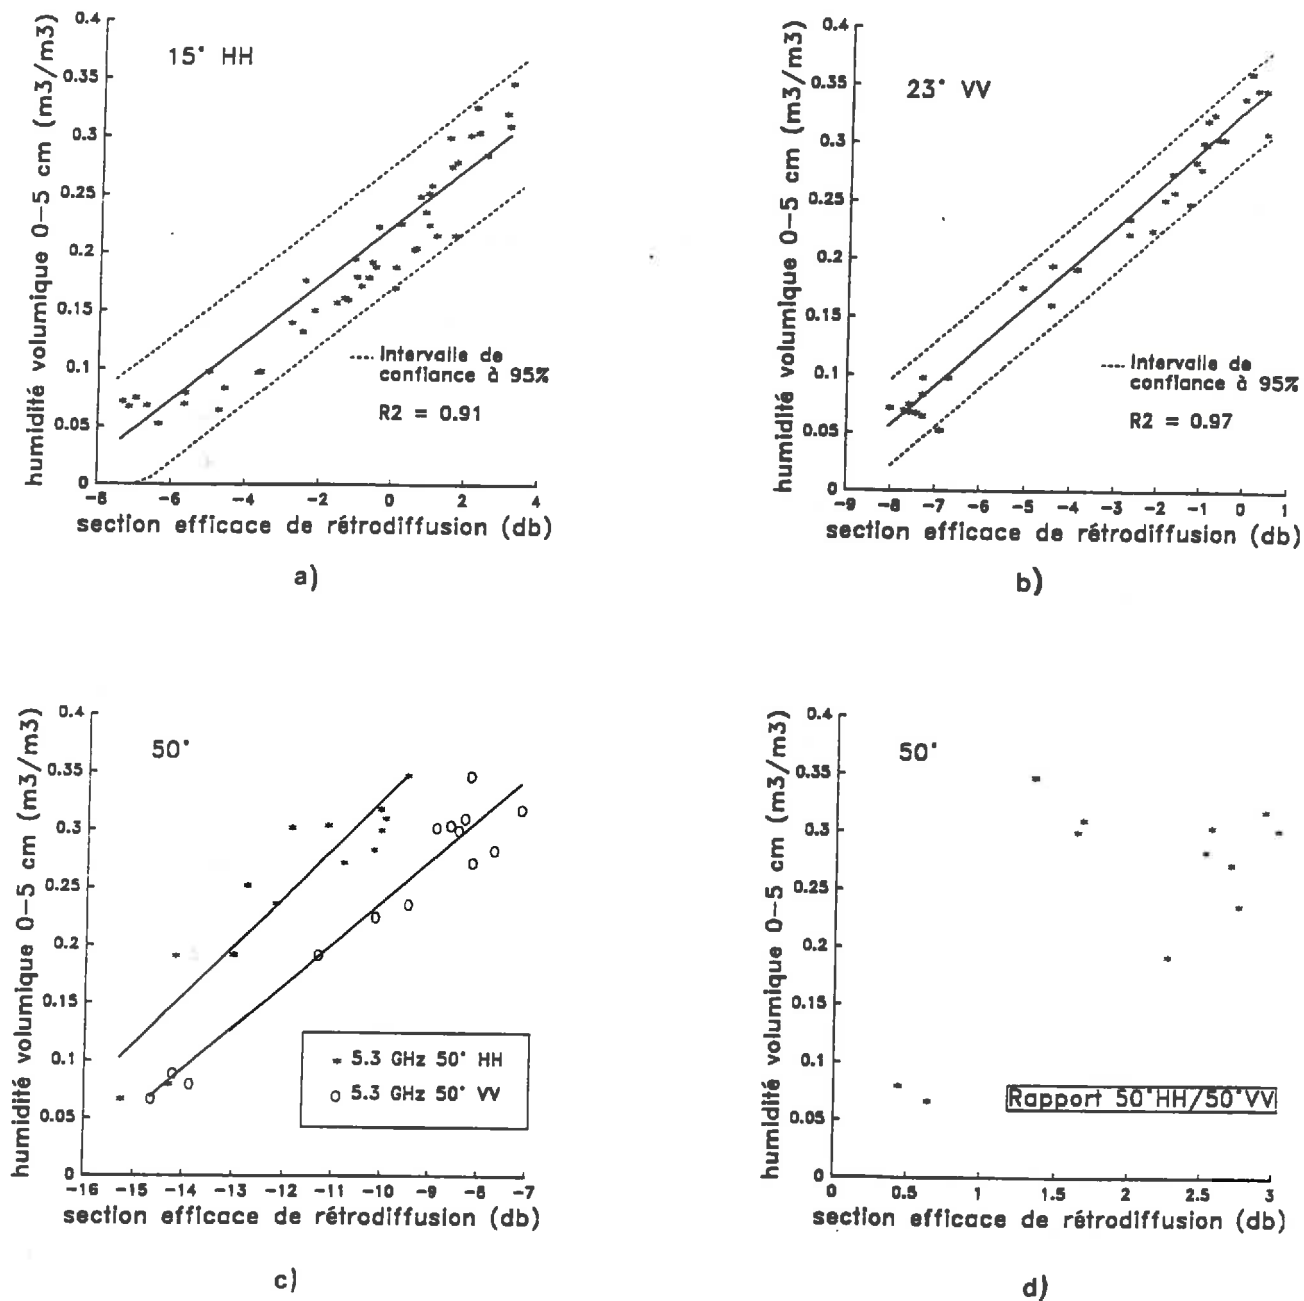 humidité volumique 0-5 cm (m3/m3)
0.4
0.35
0.3
0.25
0.2
0.15
0.1
0.05
0
15° HH
Intervalle de
confiance à 95%
R2 = 0.91
-8 -6 -4 -2 0 2 4
section efficace de rétrodiffusion (db)
a)
humidité volumique 0-5 cm (m3/m3)
0.4
0.35
0.3
0.25
0.2
0.15
0.1
0.05
0
23° VV
Intervalle de
confiance à 95%
R2 = 0.97
-9 -8 -7 -6 -5 -4 -3 -2 -1 0 1
section efficace de rétrodiffusion (db)
b)
humidité volumique 0-5 cm (m3/m3)
0.4
0.35
0.3
0.25
0.2
0.15
0.1
0.05
0
50°
5.3 GHz 50° HH
5.3 GHz 50° VV
-16 -15 -14 -13 -12 -11 -10 -9 -8 -7
section efficace de rétrodiffusion (db)
c)
humidité volumique 0-5 cm (m3/m3)
0.4
0.35
0.3
0.25
0.2
0.15
0.1
0.05
0
50°
Rapport 50°HH/50°VV
0 0.5 1 1.5 2 2.5 3
section efficace de rétrodiffusion (db)
d)